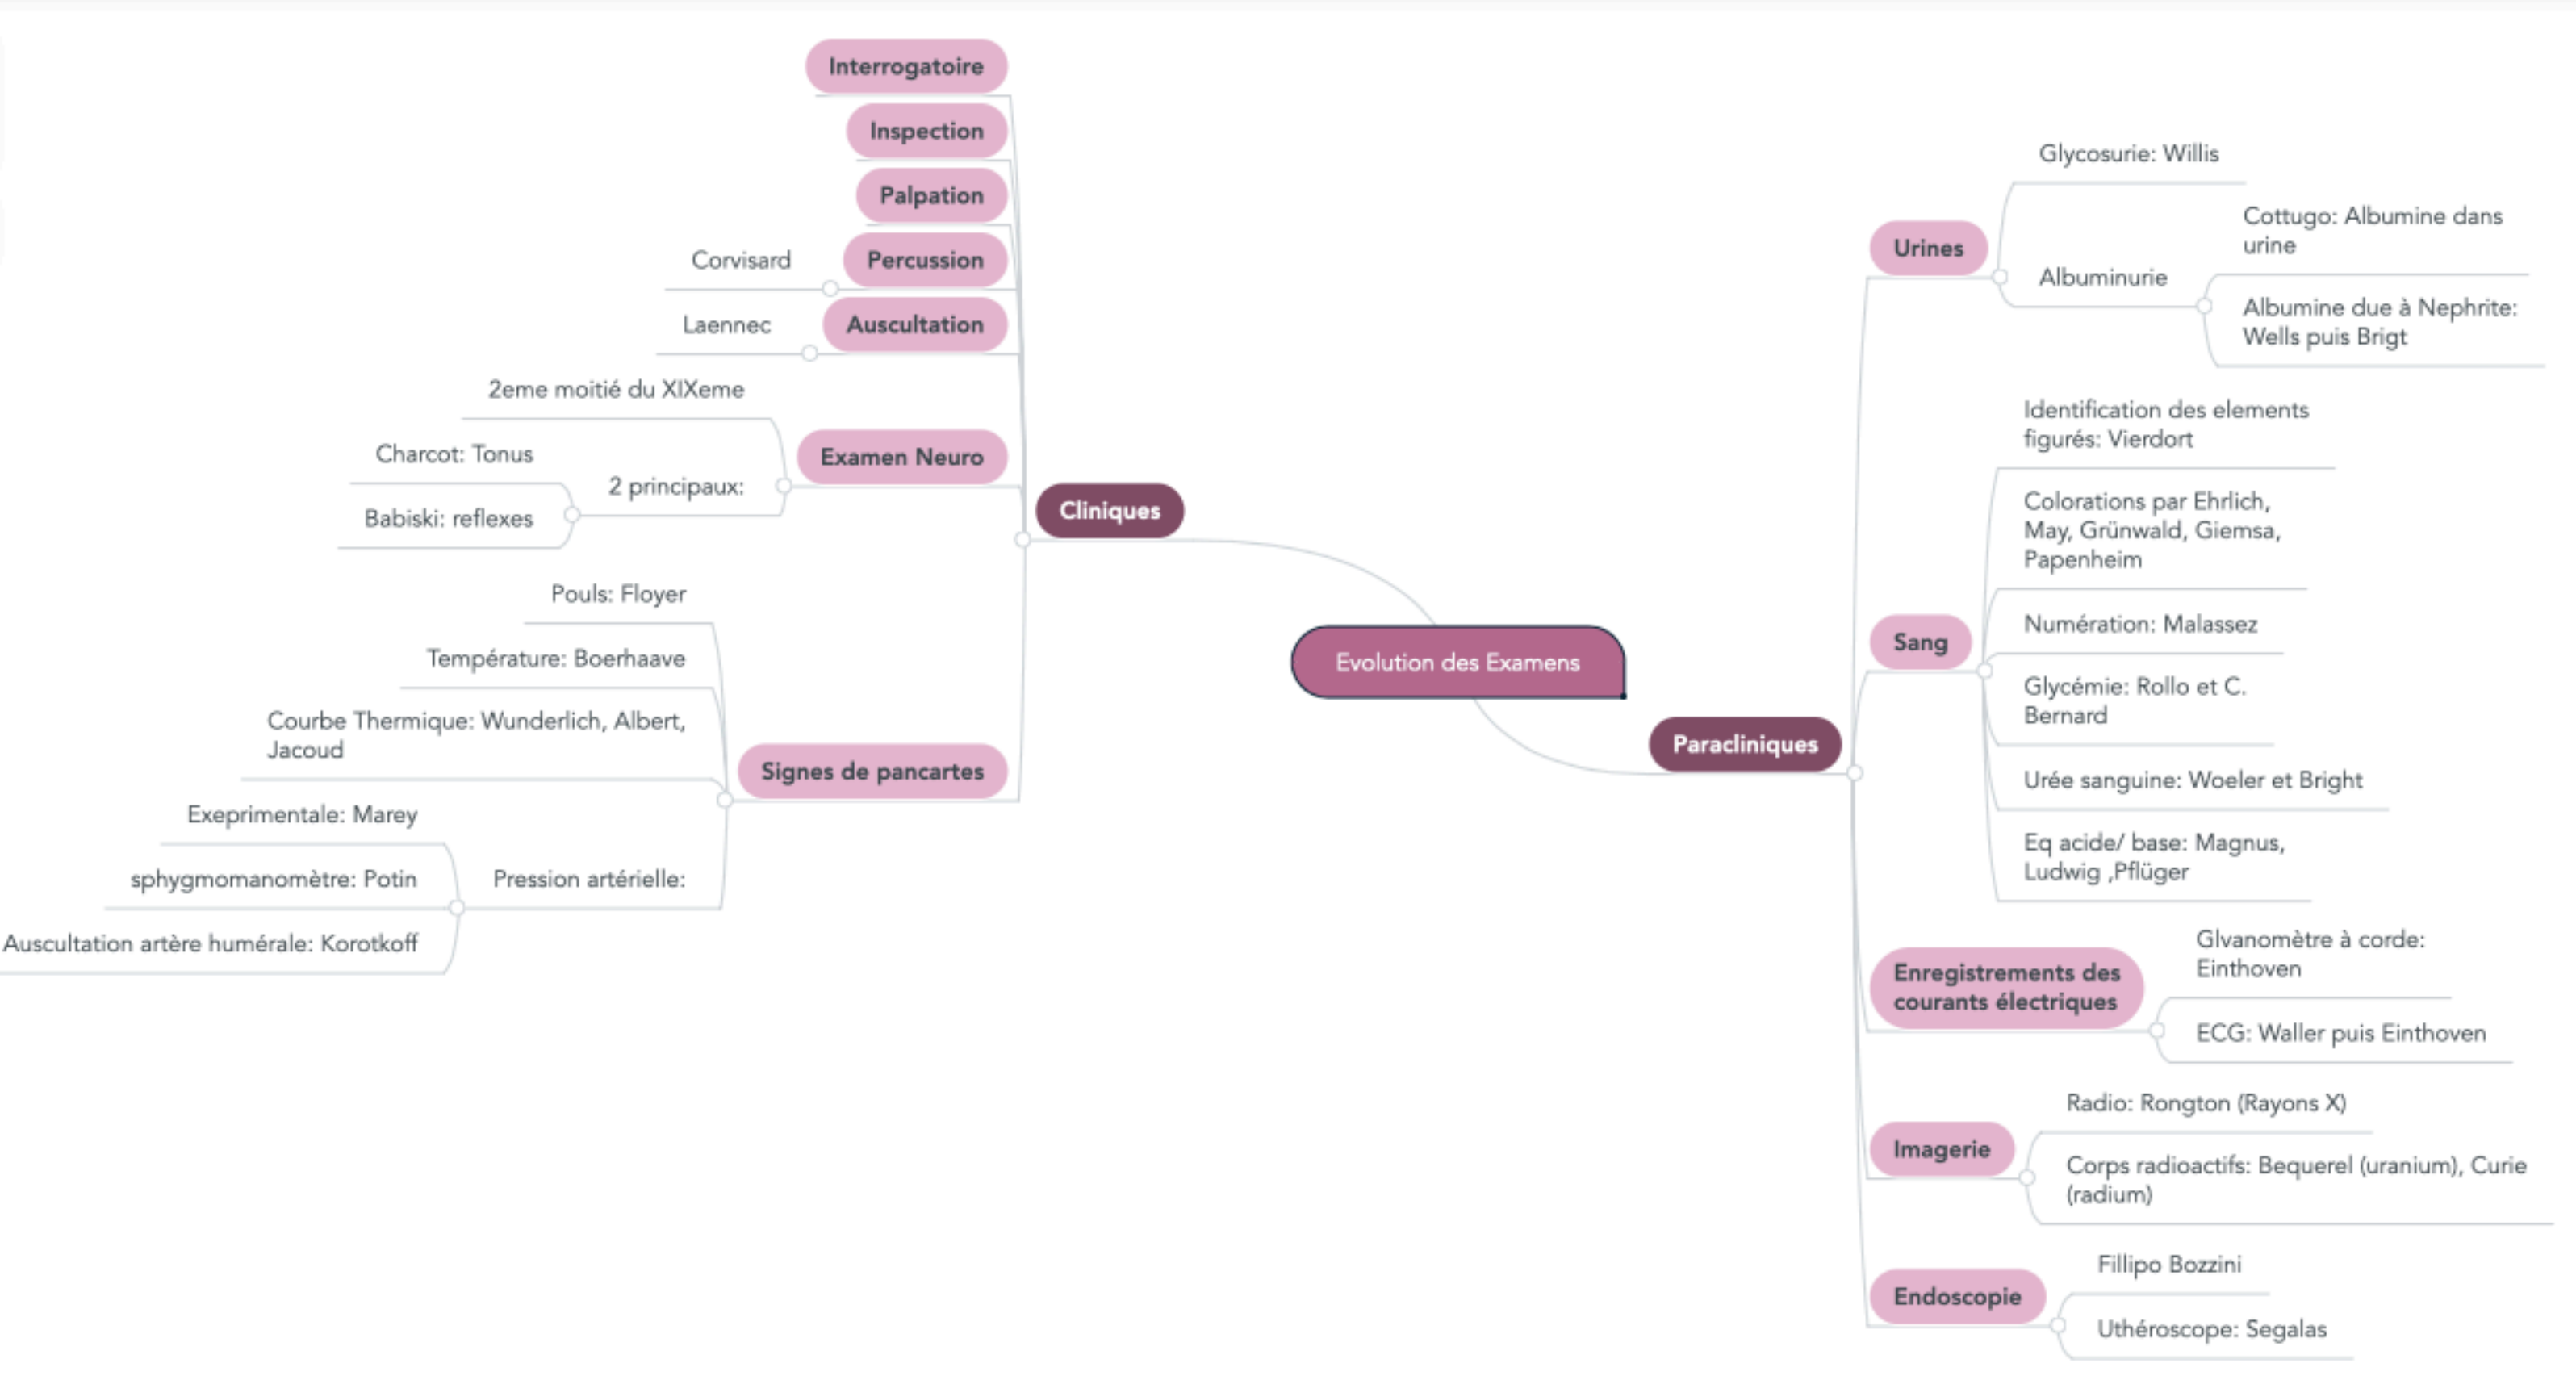 Evolution des Examens
Cliniques
Interrogatoire
Inspection
Palpation
Percussion
Corvisard
Auscultation
Laennec
Examen Neuro
2eme moitié du XIXeme
2 principaux:
Charcot: Tonus
Babiski: reflexes
Signes de pancartes
Pouls: Floyer
Température: Boerhaave
Courbe Thermique: Wunderlich, Albert,
Jacoud
Pression artérielle:
Exeprimentale: Marey
sphygmomanomètre: Potin
Auscultation artère humérale: Korotkoff
Paracliniques
Urines
Glycosurie: Willis
Albuminurie
Cottugo: Albumine dans
urine
Albumine due à Nephrite:
Wells puis Brigt
Sang
Identification des elements
figurés: Vierdort
Colorations par Ehrlich,
May, Grünwald, Giemsa,
Papenheim
Numération: Malassez
Glycémie: Rollo et C.
Bernard
Urée sanguine: Woeler et Bright
Eq acide/ base: Magnus,
Ludwig ,Pflüger
Enregistrements des
courants électriques
Glvanomètre à corde:
Einthoven
ECG: Waller puis Einthoven
Imagerie
Radio: Rongton (Rayons X)
Corps radioactifs: Bequerel (uranium), Curie
(radium)
Endoscopie
Fillipo Bozzini
Uthéroscope: Segalas